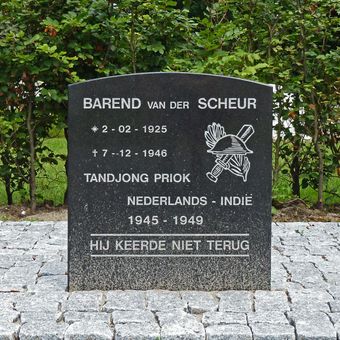 BAREND VAN DER SCHEUR
✶ 2-02-1925
✝ 7-12-1946
TANDJONG PRIOK
NEDERLANDS - INDIË
1945 - 1949
HIJ KEERDE NIET TERUG